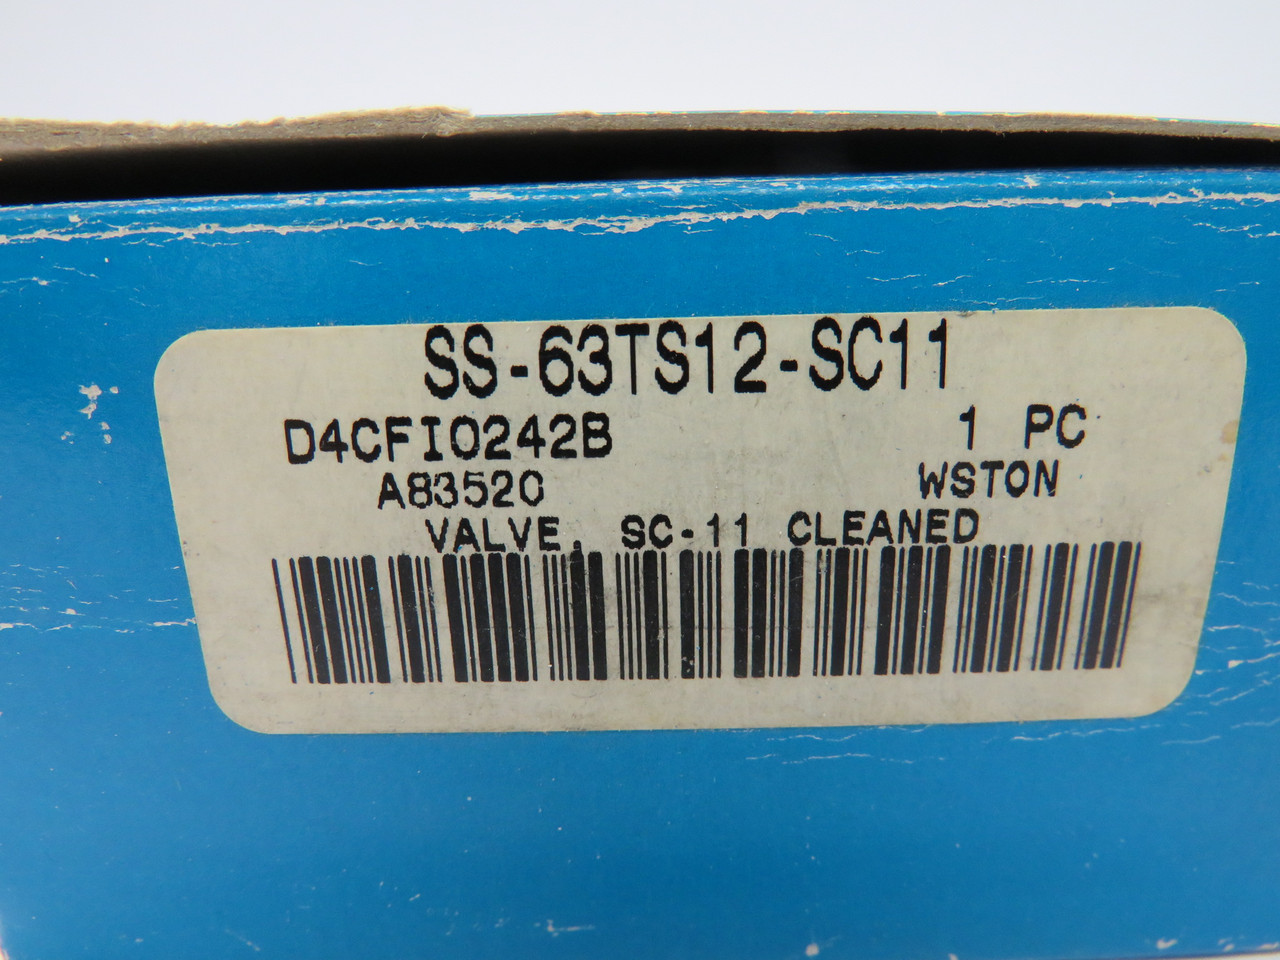 SS-63TS12-SC11
D4CFI0242B 1 PC
A83520 WSTON
VALVE, SC-11 CLEANED